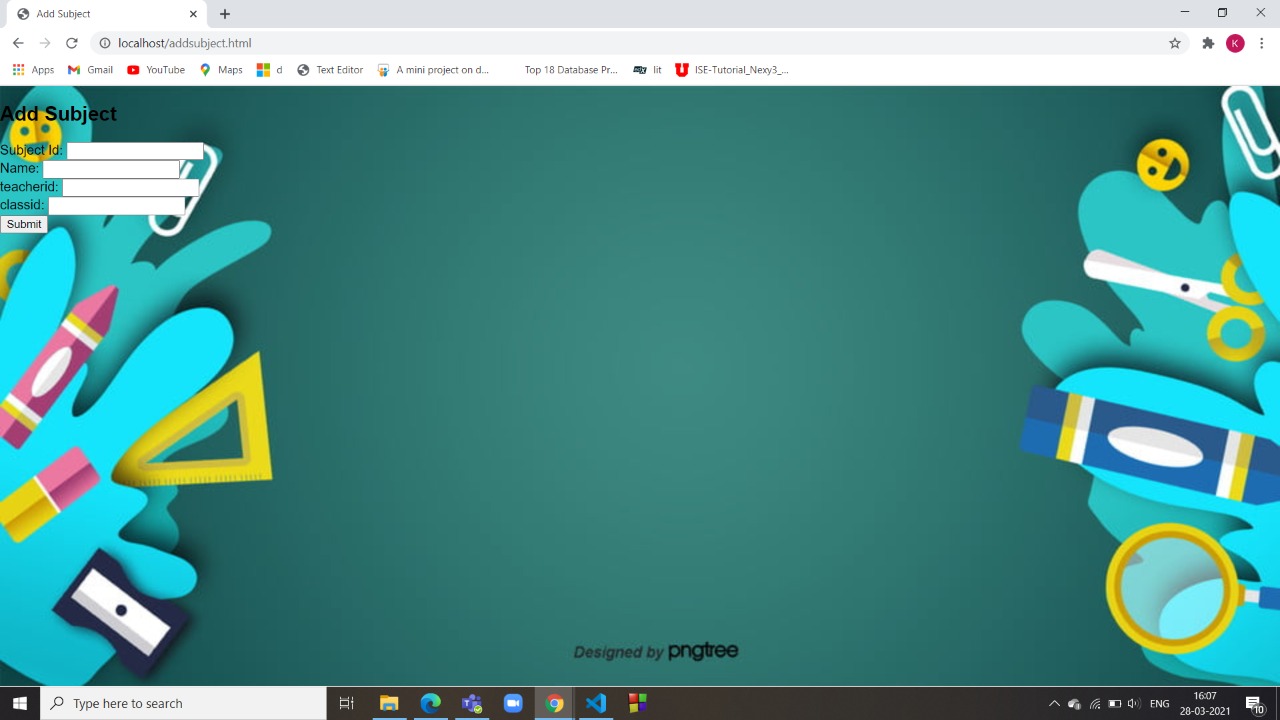 Add Subject
localhost/addsubject.html
K
Apps Gmail YouTube Maps d Text Editor A mini project on d... Top 18 Database Pr... lit ISE-Tutorial_Nexy3_...
Add Subject
Subject Id:
Name:
teacherid:
classid:
Submit
Designed by pngtree
Type here to search
ENG
16:07
28-03-2021
10